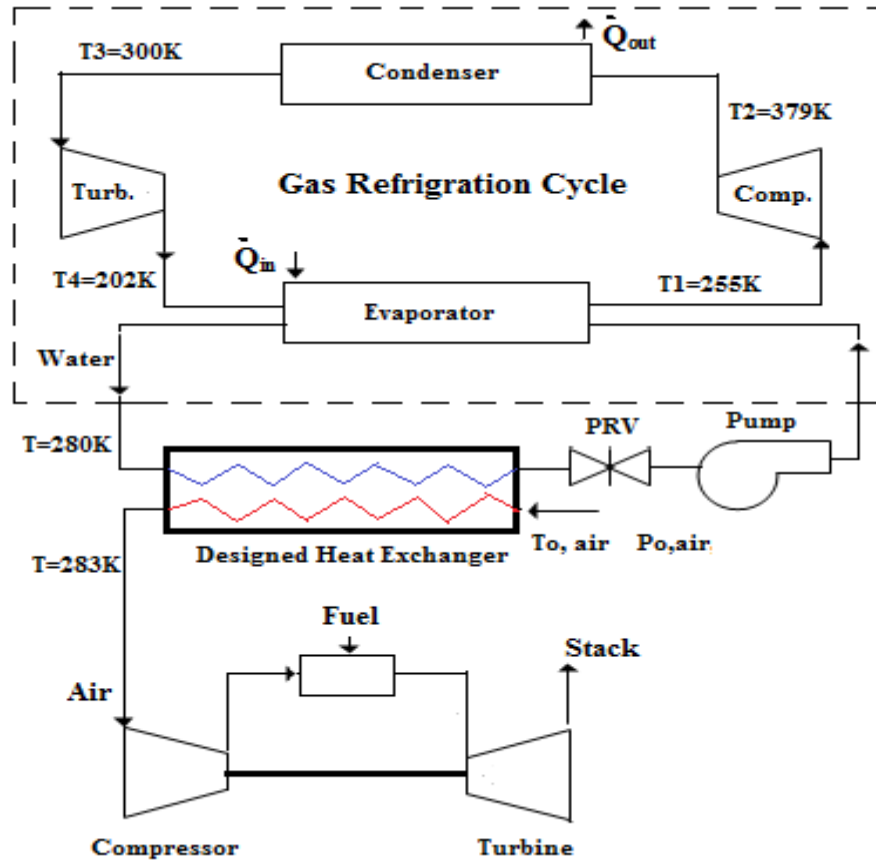 T3=300K
Q̇out
Condenser
T2=379K
Turb.
Gas Refrigration Cycle
Comp.
Q̇in
T4=202K
T1=255K
Evaporator
Water
T=280K
PRV
Pump
Designed Heat Exchanger
To, air
Po,air,
T=283K
Fuel
Stack
Air
Compressor
Turbine